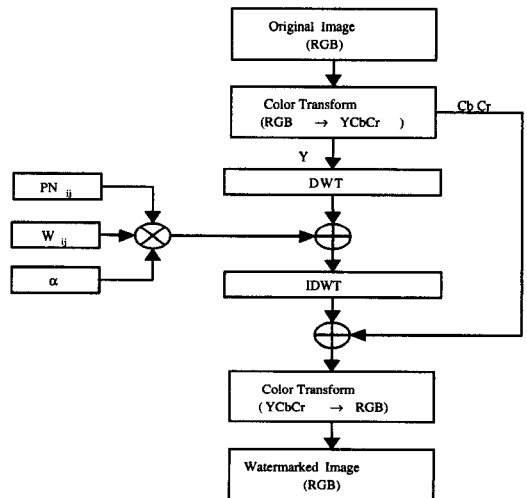 Original Image
(RGB)
Color Transform
(RGB → YCbCr )
Cb Cr
Y
DWT
PN ij
W ij
α
IDWT
Color Transform
( YCbCr → RGB)
Watermarked Image
(RGB)